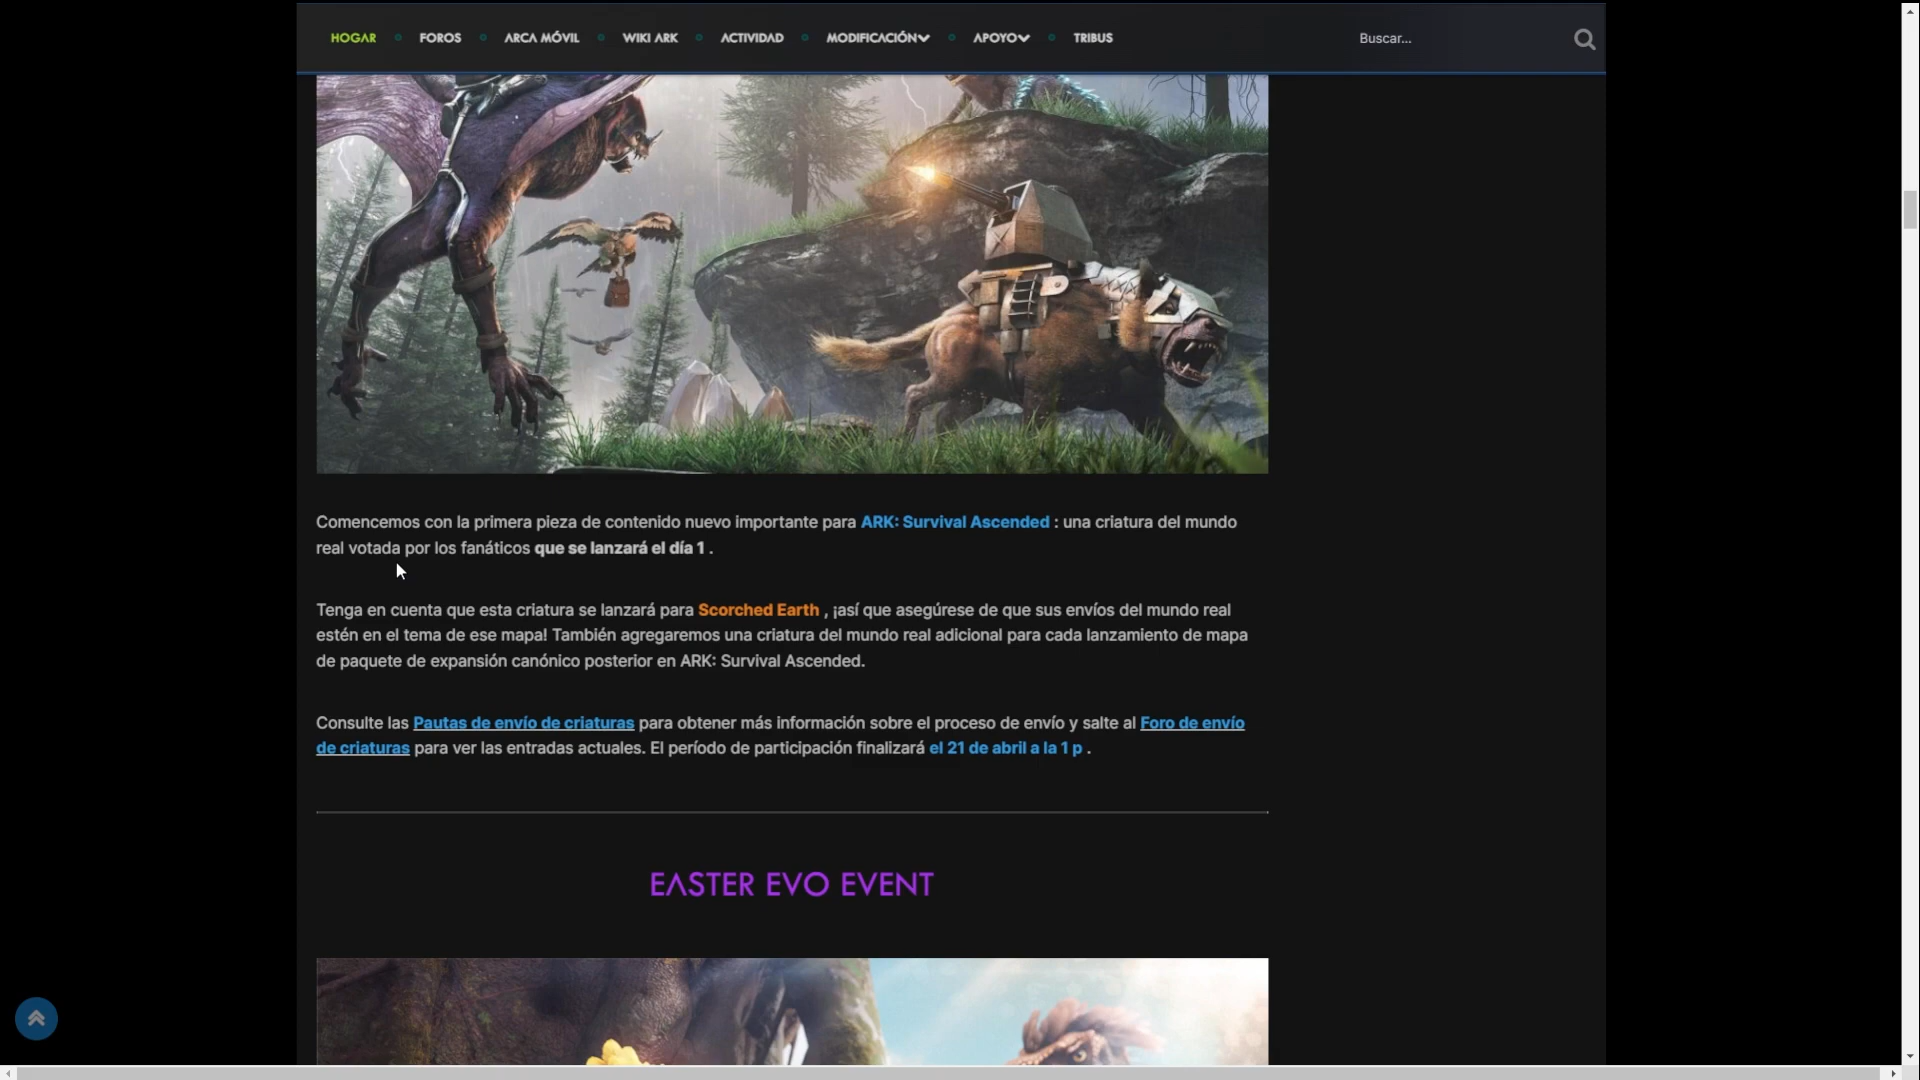 HOGAR FOROS ARCA MÓVIL WIKI ARK ACTIVIDAD MODIFICACIÓN APOYO TRIBUS Buscar...
Comencemos con la primera pieza de contenido nuevo importante para ARK: Survival Ascended : una criatura del mundo
real votada por los fanáticos que se lanzará el día 1 .
Tenga en cuenta que esta criatura se lanzará para Scorched Earth , ¡así que asegúrese de que sus envíos del mundo real
estén en el tema de ese mapa! También agregaremos una criatura del mundo real adicional para cada lanzamiento de mapa
de paquete de expansión canónico posterior en ARK: Survival Ascended.
Consulte las Pautas de envío de criaturas para obtener más información sobre el proceso de envío y salte al Foro de envío
de criaturas para ver las entradas actuales. El período de participación finalizará el 21 de abril a la 1 p .
EASTER EVO EVENT